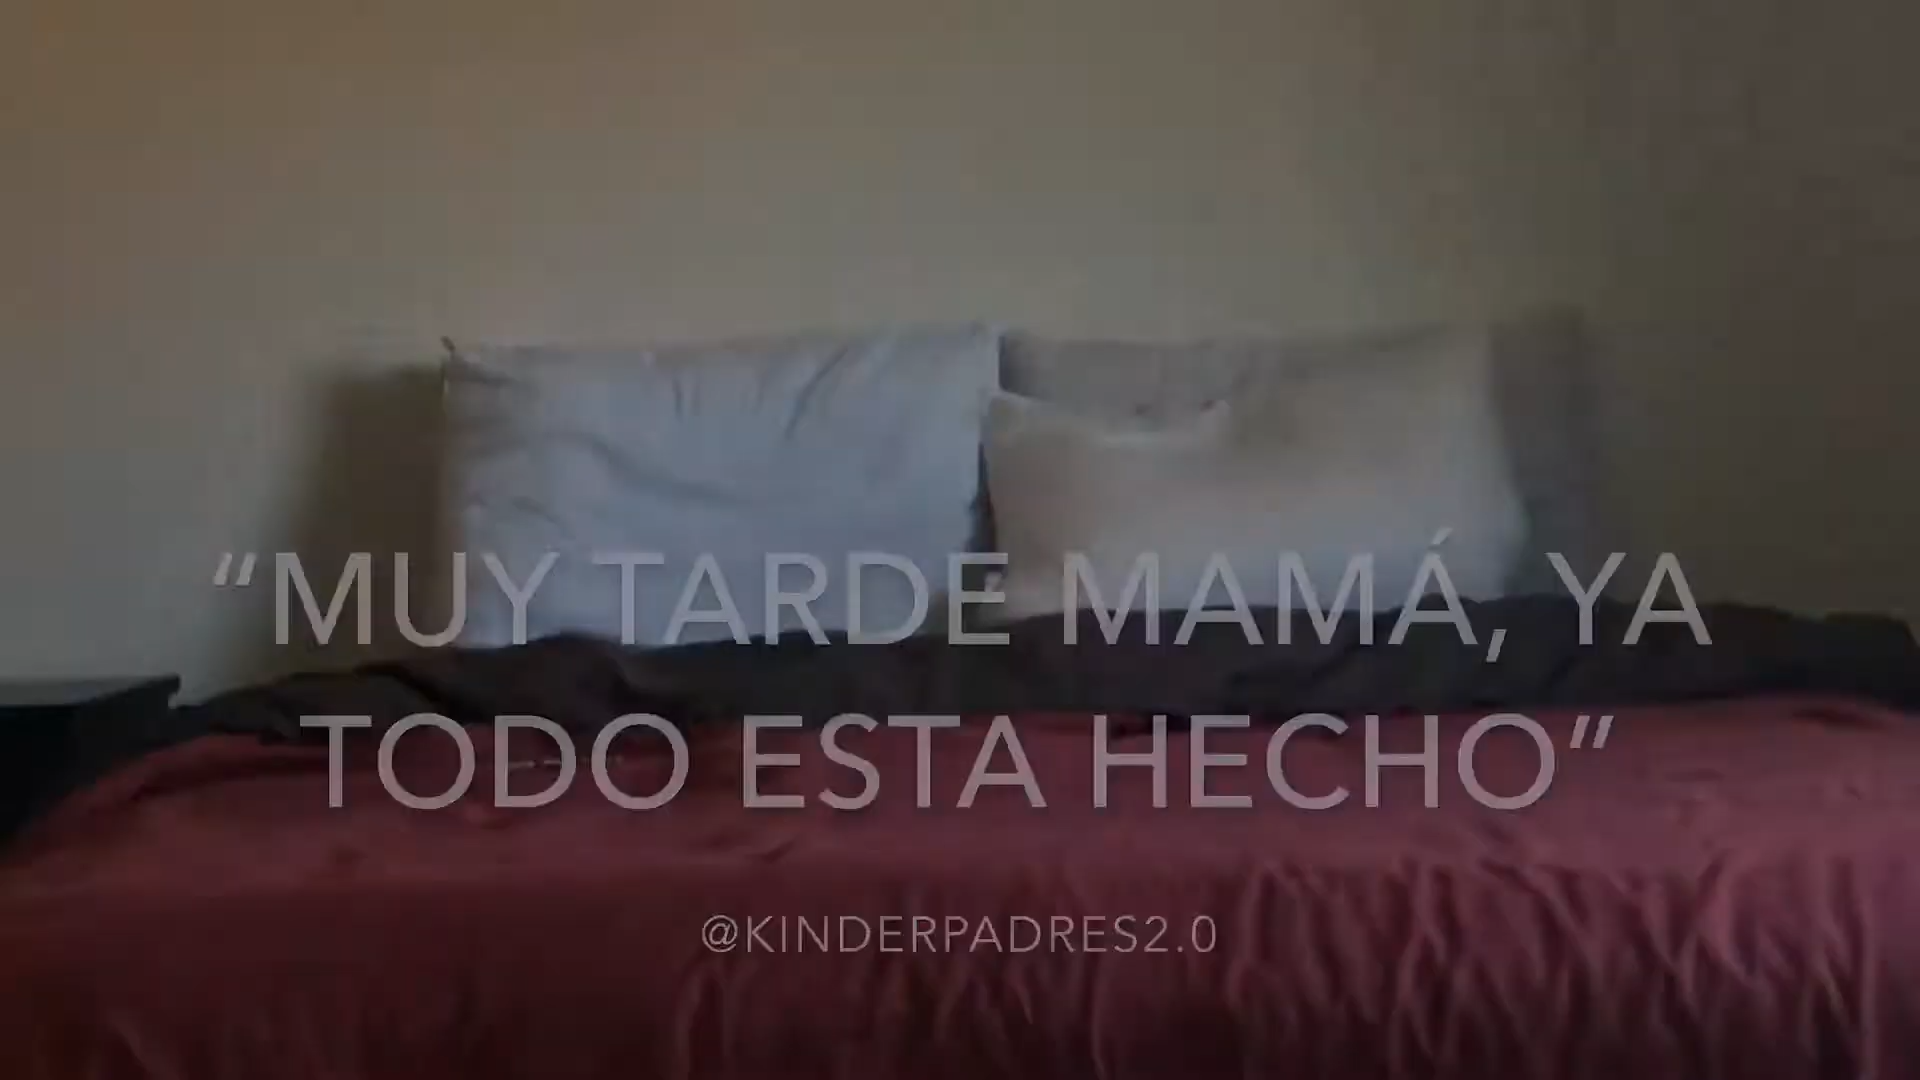 “MUY TARDE MAMÁ, YA
TODO ESTA HECHO”
@KINDERPADRES2.0